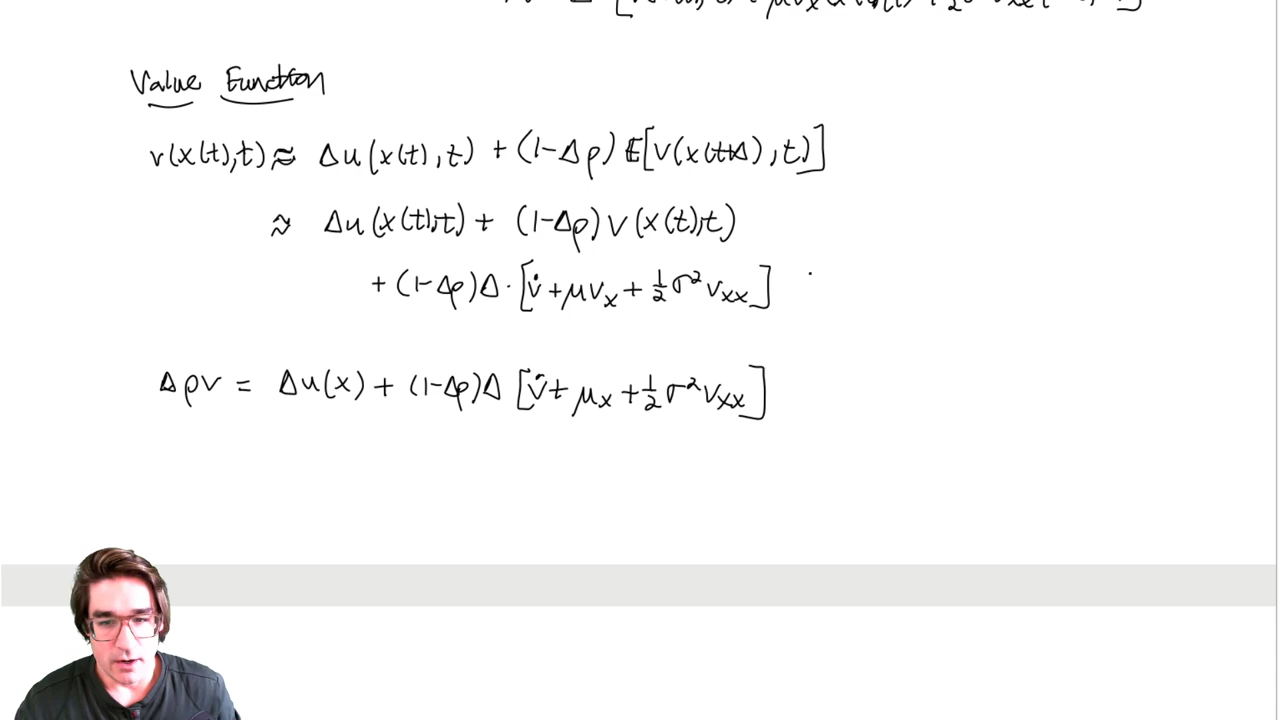 Value Function
v(x(t),t) ≈ Δu(x(t),t) + (1-Δρ) E[v(x(t+Δ),t)]
≈ Δu(x(t),t) + (1-Δρ) v(x(t),t)
+ (1-Δρ)Δ · [v̇ + μv_x + ½σ²v_xx]
Δρv = Δu(x) + (1-Δρ)Δ [v̇ + μ_x + ½σ²v_xx]